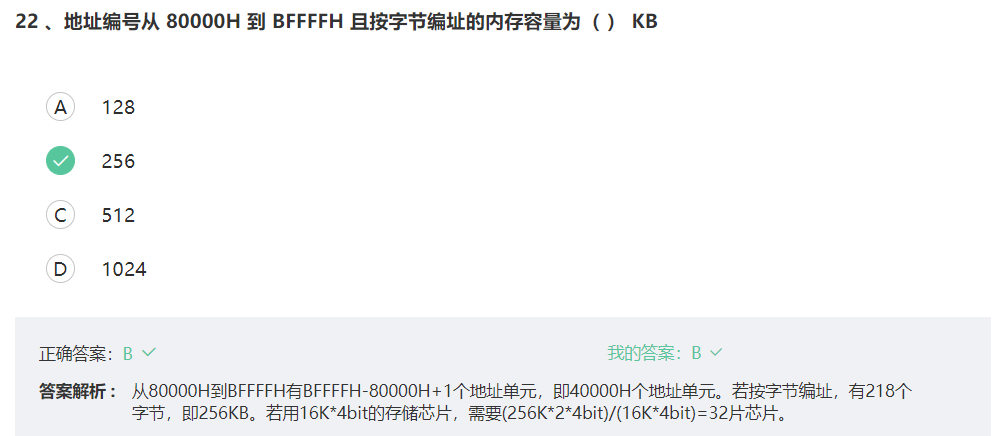 22 、地址编号从 80000H 到 BFFFFH 且按字节编址的内存容量为（ ） KB
A 128
256
C 512
D 1024
正确答案：B 我的答案：B
答案解析： 从80000H到BFFFFH有BFFFFH-80000H+1个地址单元，即40000H个地址单元。若按字节编址，有218个
字节，即256KB。若用16K*4bit的存储芯片，需要(256K*2*4bit)/(16K*4bit)=32片芯片。